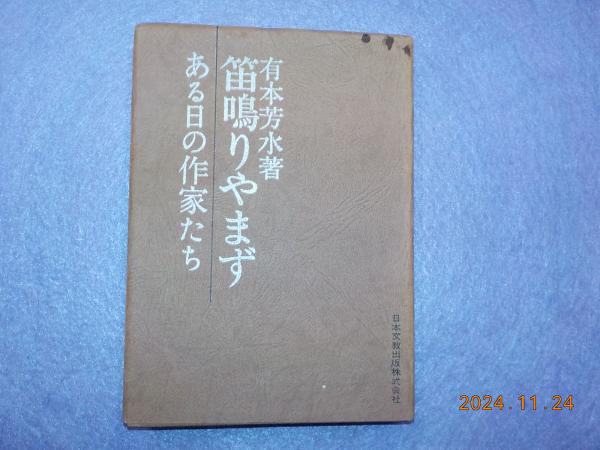 有本芳水著
笛鳴りやまず
ある日の作家たち
日本文教出版株式会社
2024.11.24